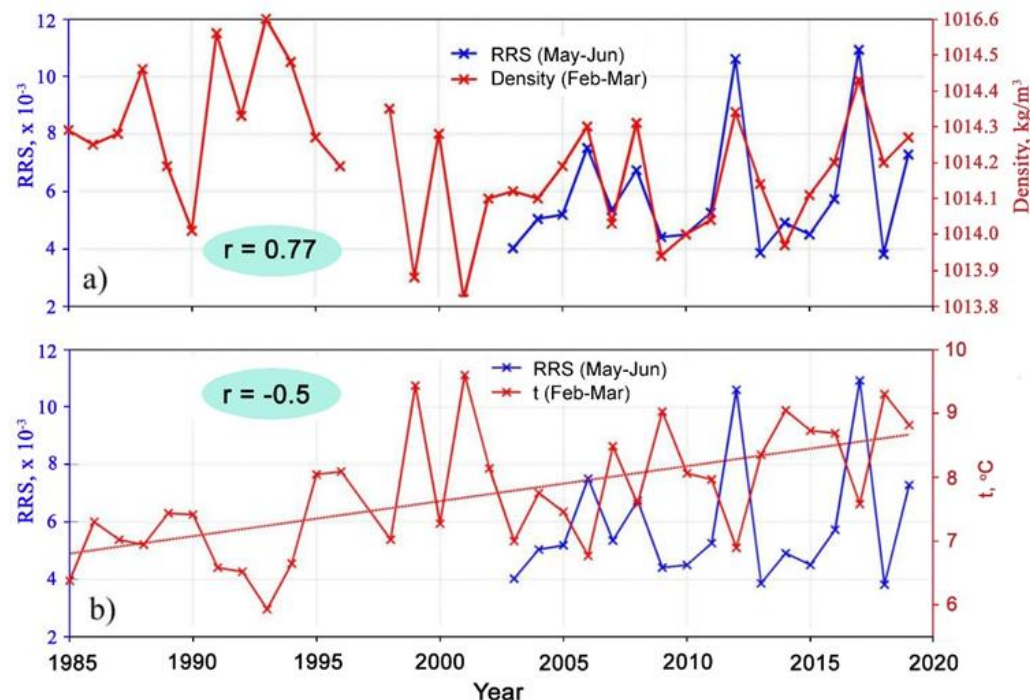 12
10
8
6
4
2
RRS, x 10⁻³
RRS (May-Jun)
Density (Feb-Mar)
r = 0.77
a)
1016.6
1014.5
1014.4
1014.3
1014.2
1014.1
1014.0
1013.9
1013.8
Density, kg/m³
12
10
8
6
4
2
RRS, x 10⁻³
r = -0.5
RRS (May-Jun)
t (Feb-Mar)
b)
10
9
8
7
6
t, °C
1985 1990 1995 2000 2005 2010 2015 2020
Year